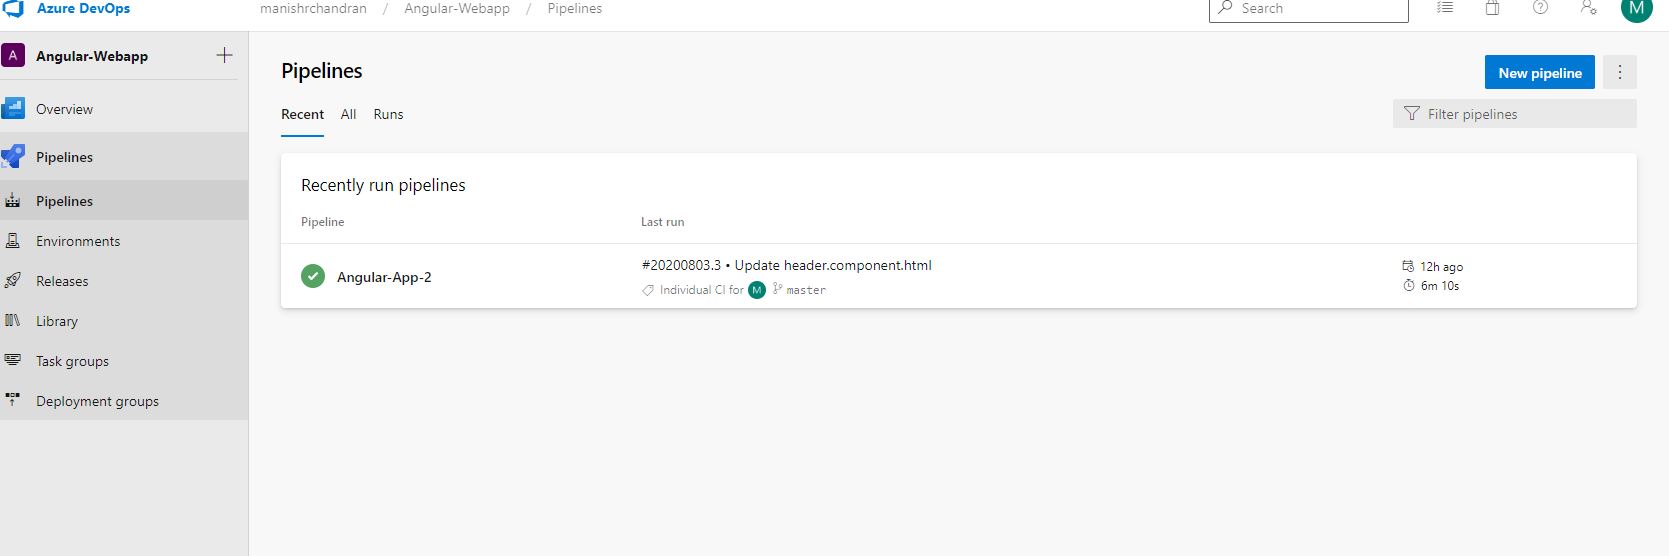 Azure DevOps
manishrchandran / Angular-Webapp / Pipelines
Search
M
A Angular-Webapp
Overview
Pipelines
Pipelines
Environments
Releases
Library
Task groups
Deployment groups
Pipelines
New pipeline
Recent All Runs
Filter pipelines
Recently run pipelines
Pipeline Last run
Angular-App-2
#20200803.3 • Update header.component.html
Individual CI for M master
12h ago
6m 10s